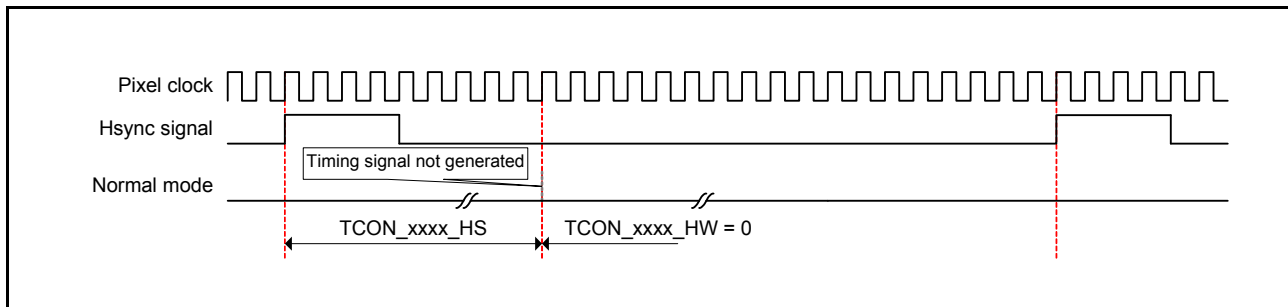 Pixel clock
Hsync signal
Timing signal not generated
Normal mode
TCON_xxxx_HS
TCON_xxxx_HW = 0